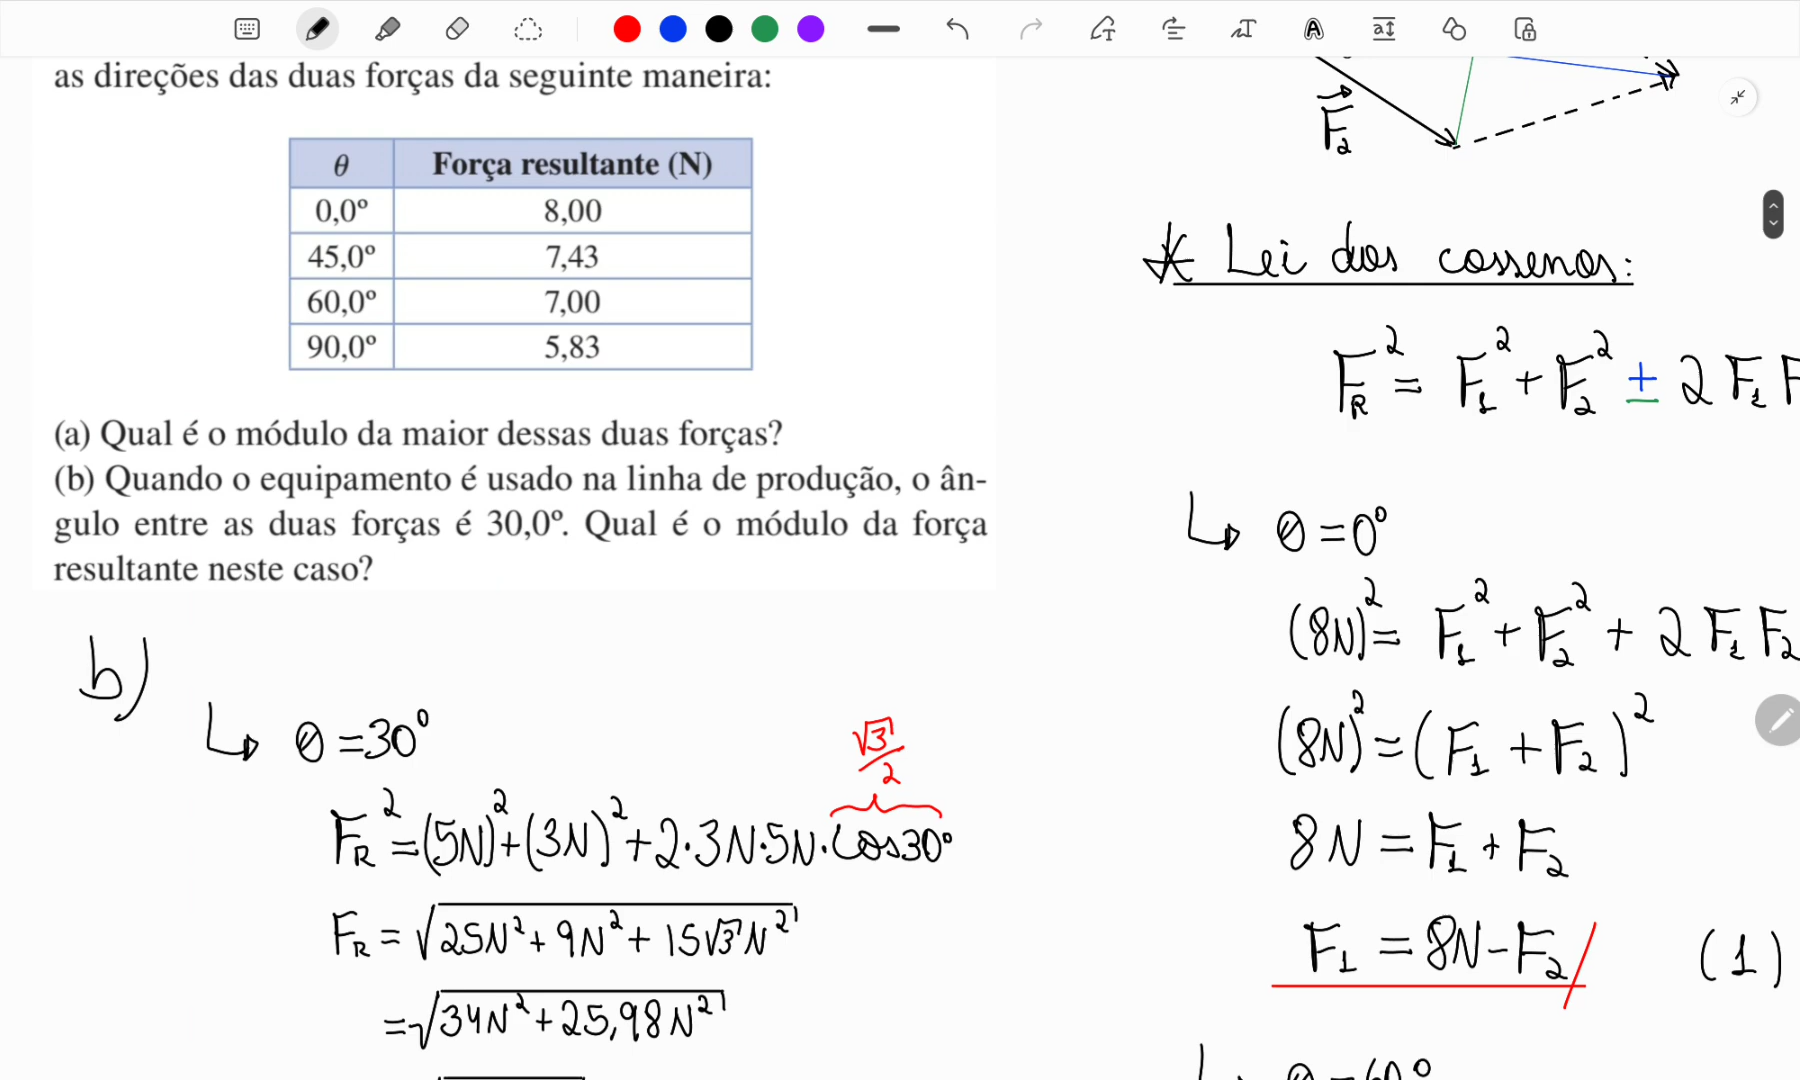 as direções das duas forças da seguinte maneira:
θ Força resultante (N)
0,0º 8,00
45,0º 7,43
60,0º 7,00
90,0º 5,83
(a) Qual é o módulo da maior dessas duas forças?
(b) Quando o equipamento é usado na linha de produção, o ân-
gulo entre as duas forças é 30,0º. Qual é o módulo da força
resultante neste caso?
b)
↳ θ = 30°
√3/2
F_R² = (5N)² + (3N)² + 2·3N·5N·cos30°
F_R = √(25N² + 9N² + 15√3 N²)
= √(34N² + 25,98N²)
F₂
* Lei dos cossenos:
F_R² = F₁² + F₂² ± 2 F₁ F
↳ θ = 0°
(8N)² = F₁² + F₂² + 2 F₁ F₂
(8N)² = (F₁ + F₂)²
8N = F₁ + F₂
F₁ = 8N - F₂ (1)